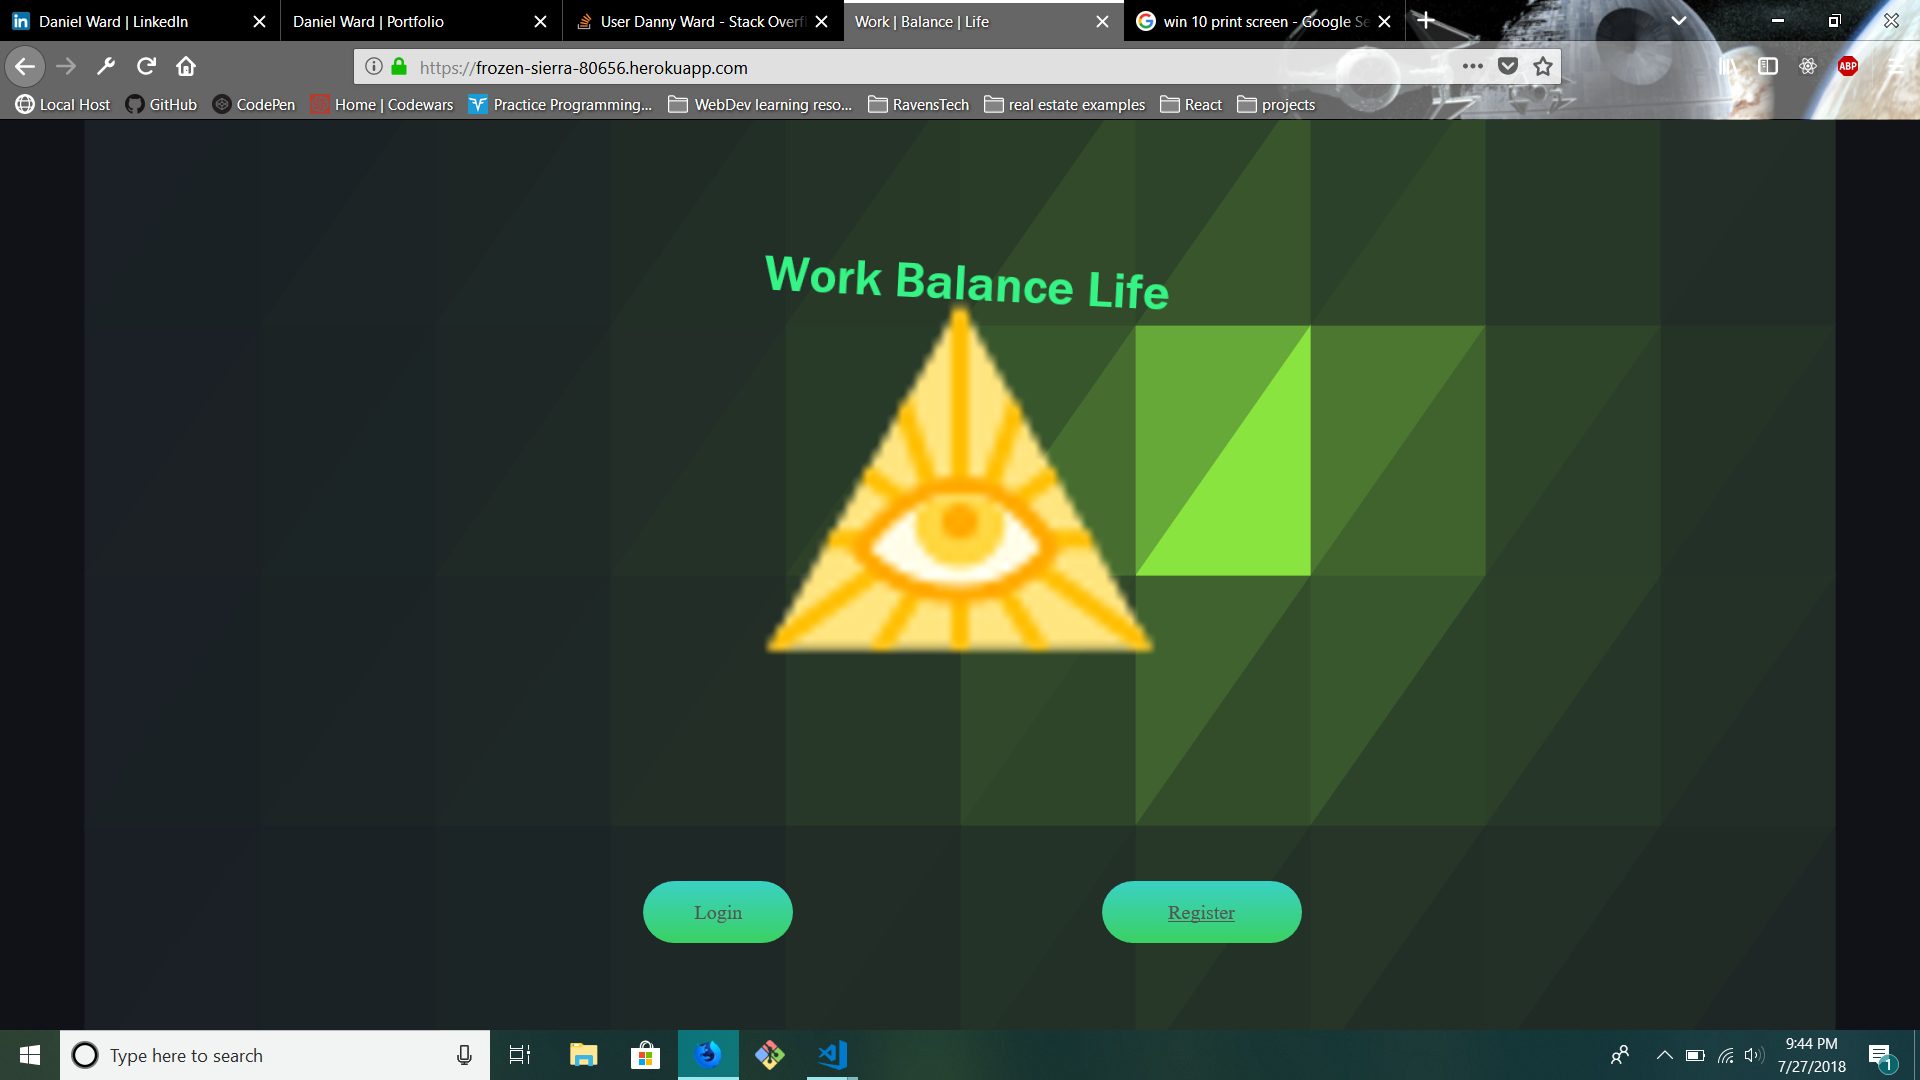 Daniel Ward | LinkedIn
Daniel Ward | Portfolio
User Danny Ward - Stack Overf
Work | Balance | Life
win 10 print screen - Google Se
https://frozen-sierra-80656.herokuapp.com
ABP
Local Host
GitHub
CodePen
Home | Codewars
Practice Programming...
WebDev learning reso...
RavensTech
real estate examples
React
projects
Work Balance Life
Login
Register
Type here to search
9:44 PM
7/27/2018
1